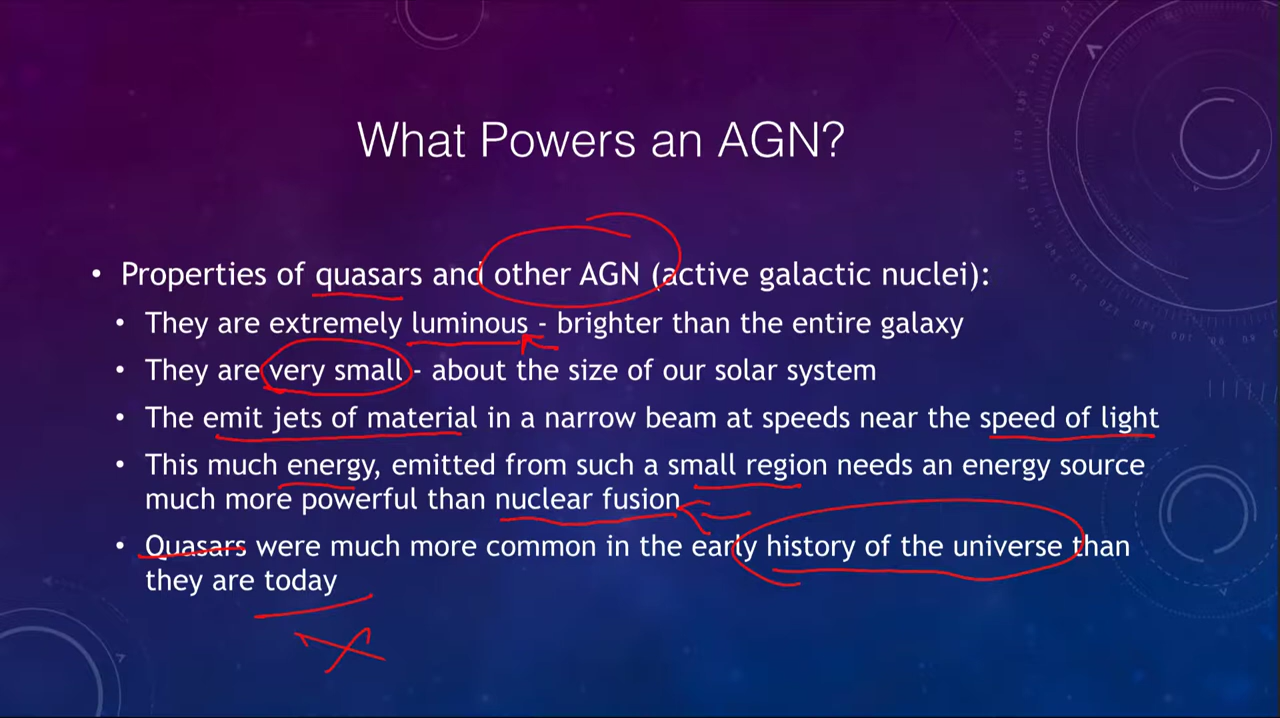 What Powers an AGN?
• Properties of quasars and other AGN (active galactic nuclei):
• They are extremely luminous - brighter than the entire galaxy
• They are very small - about the size of our solar system
• The emit jets of material in a narrow beam at speeds near the speed of light
• This much energy, emitted from such a small region needs an energy source
much more powerful than nuclear fusion
• Quasars were much more common in the early history of the universe than
they are today